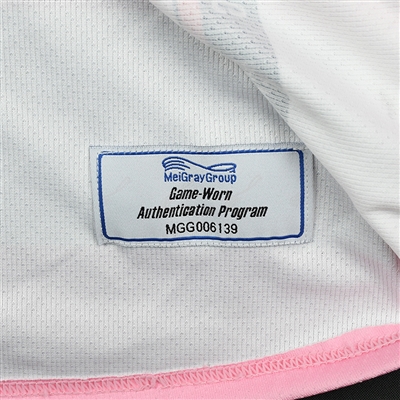 MeiGrayGroup
Game-Worn
Authentication Program
MGG006139